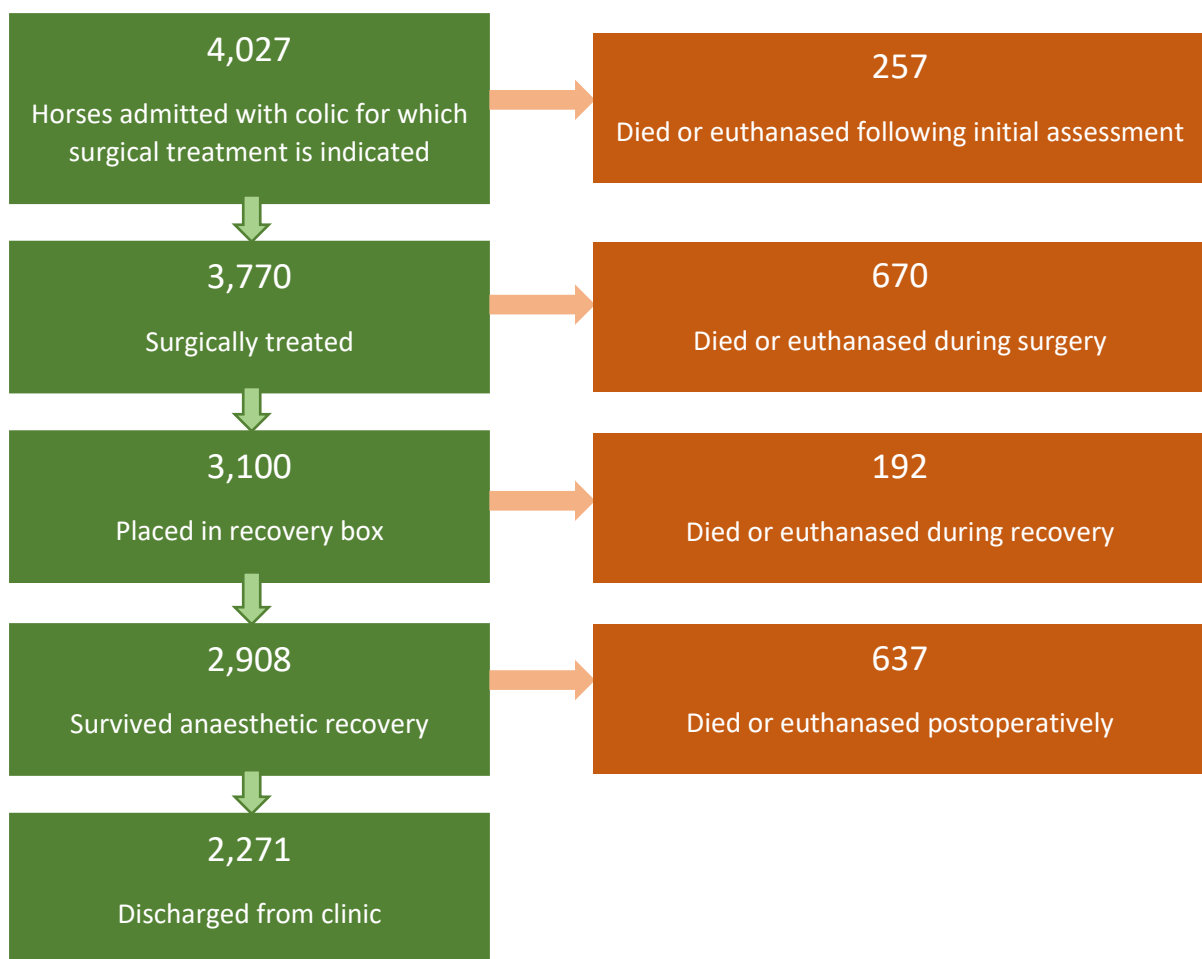 4,027
Horses admitted with colic for which
surgical treatment is indicated
257
Died or euthanased following initial assessment
3,770
Surgically treated
670
Died or euthanased during surgery
3,100
Placed in recovery box
192
Died or euthanased during recovery
2,908
Survived anaesthetic recovery
637
Died or euthanased postoperatively
2,271
Discharged from clinic